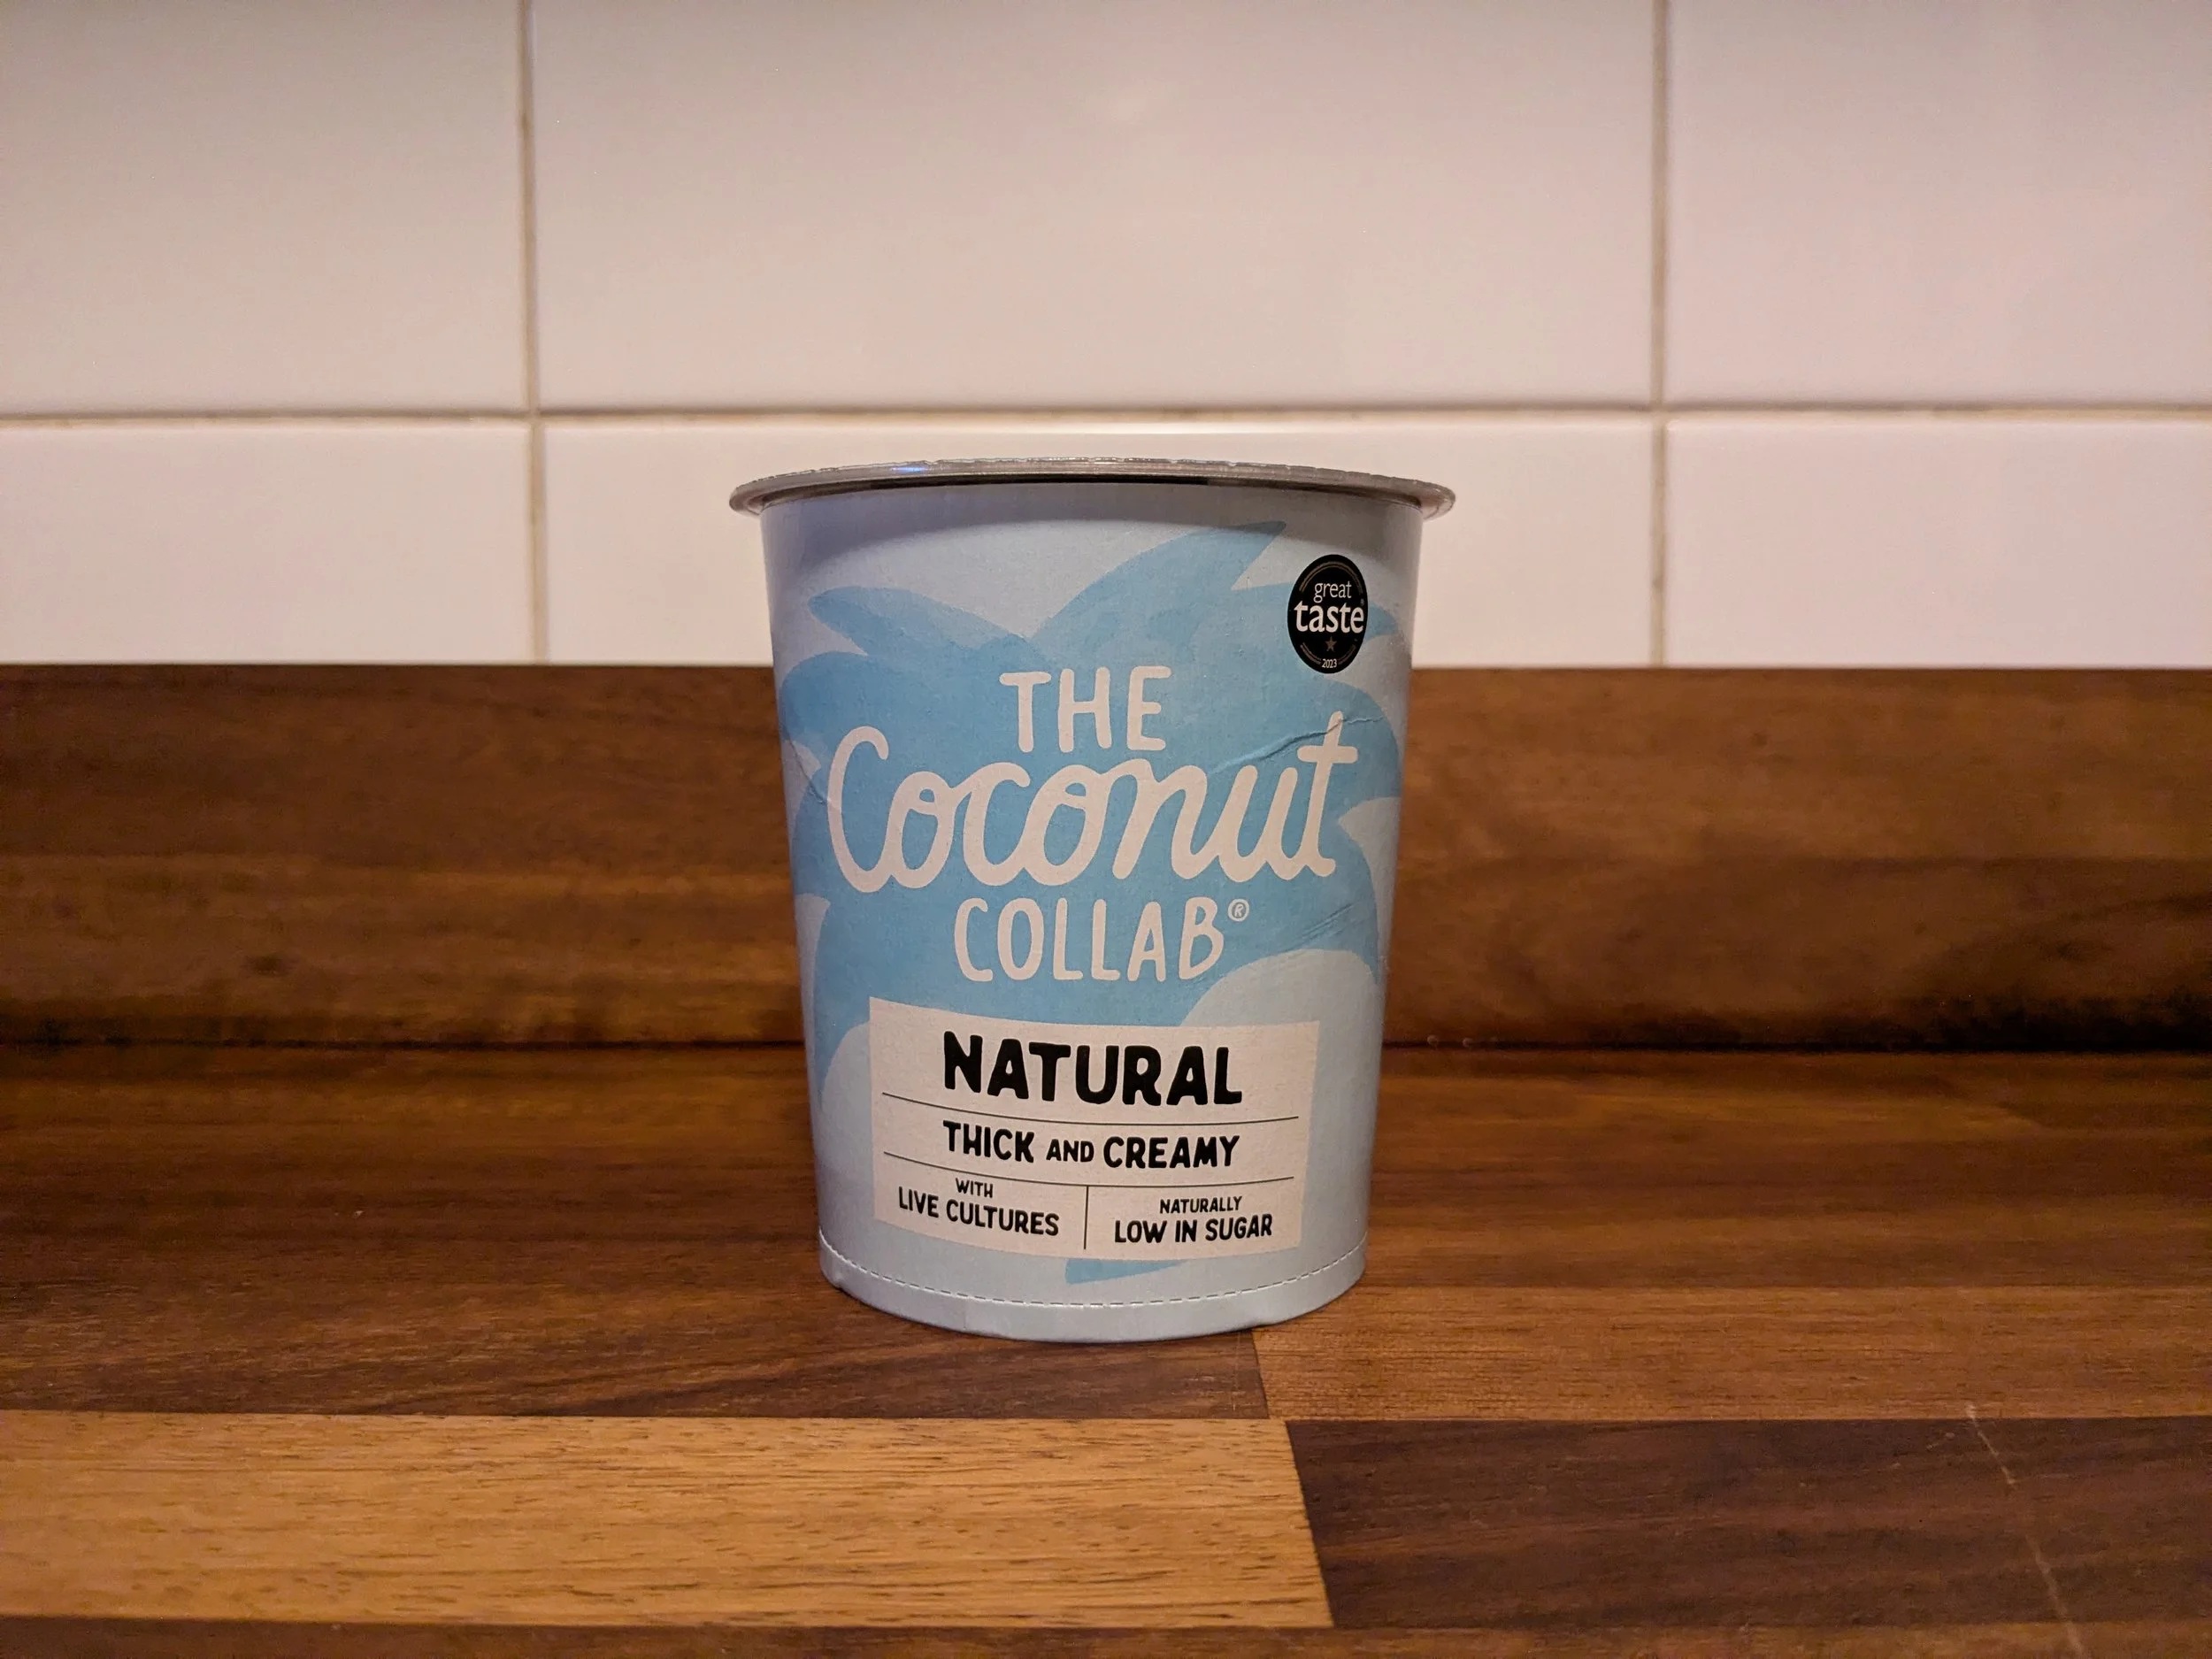 great
taste
2023
THE
Coconut
COLLAB®
NATURAL
THICK AND CREAMY
WITH
LIVE CULTURES
NATURALLY
LOW IN SUGAR